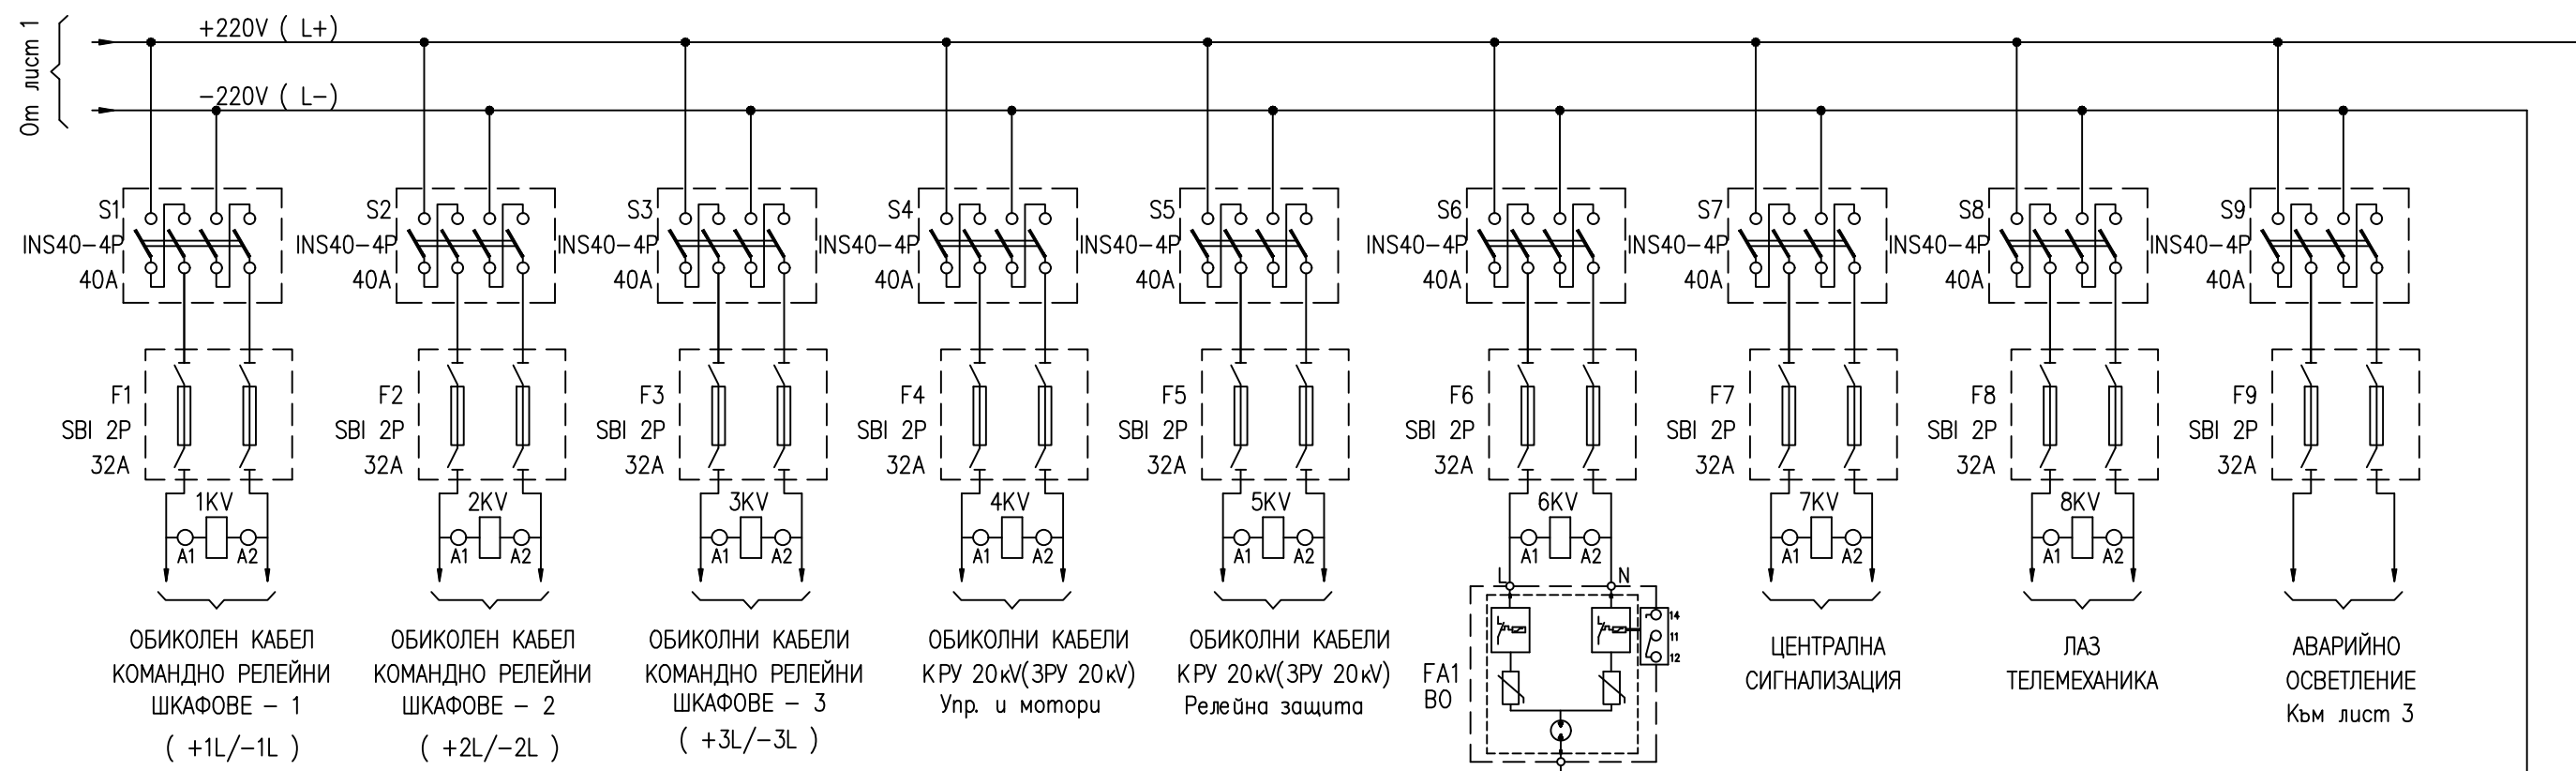 От лист 1
+220V ( L+)
-220V ( L-)
S1
INS40-4P
40A
S2
INS40-4P
40A
S3
INS40-4P
40A
S4
INS40-4P
40A
S5
INS40-4P
40A
S6
INS40-4P
40A
S7
INS40-4P
40A
S8
INS40-4P
40A
S9
INS40-4P
40A
F1
SBI 2P
32A
F2
SBI 2P
32A
F3
SBI 2P
32A
F4
SBI 2P
32A
F5
SBI 2P
32A
F6
SBI 2P
32A
F7
SBI 2P
32A
F8
SBI 2P
32A
F9
SBI 2P
32A
1KV
A1 A2
2KV
A1 A2
3KV
A1 A2
4KV
A1 A2
5KV
A1 A2
6KV
A1 A2
7KV
A1 A2
8KV
A1 A2
ОБИКОЛЕН КАБЕЛ
КОМАНДНО РЕЛЕЙНИ
ШКАФОВЕ - 1
( +1L/-1L )
ОБИКОЛЕН КАБЕЛ
КОМАНДНО РЕЛЕЙНИ
ШКАФОВЕ - 2
( +2L/-2L )
ОБИКОЛНИ КАБЕЛИ
КОМАНДНО РЕЛЕЙНИ
ШКАФОВЕ - 3
( +3L/-3L )
ОБИКОЛНИ КАБЕЛИ
КРУ 20кV(ЗРУ 20кV)
Упр. и мотори
ОБИКОЛНИ КАБЕЛИ
КРУ 20кV(ЗРУ 20кV)
Релейна защита
L N
14
11
12
FA1
BO
ЦЕНТРАЛНА
СИГНАЛИЗАЦИЯ
ЛАЗ
ТЕЛЕМЕХАНИКА
АВАРИЙНО
ОСВЕТЛЕНИЕ
Към лист 3